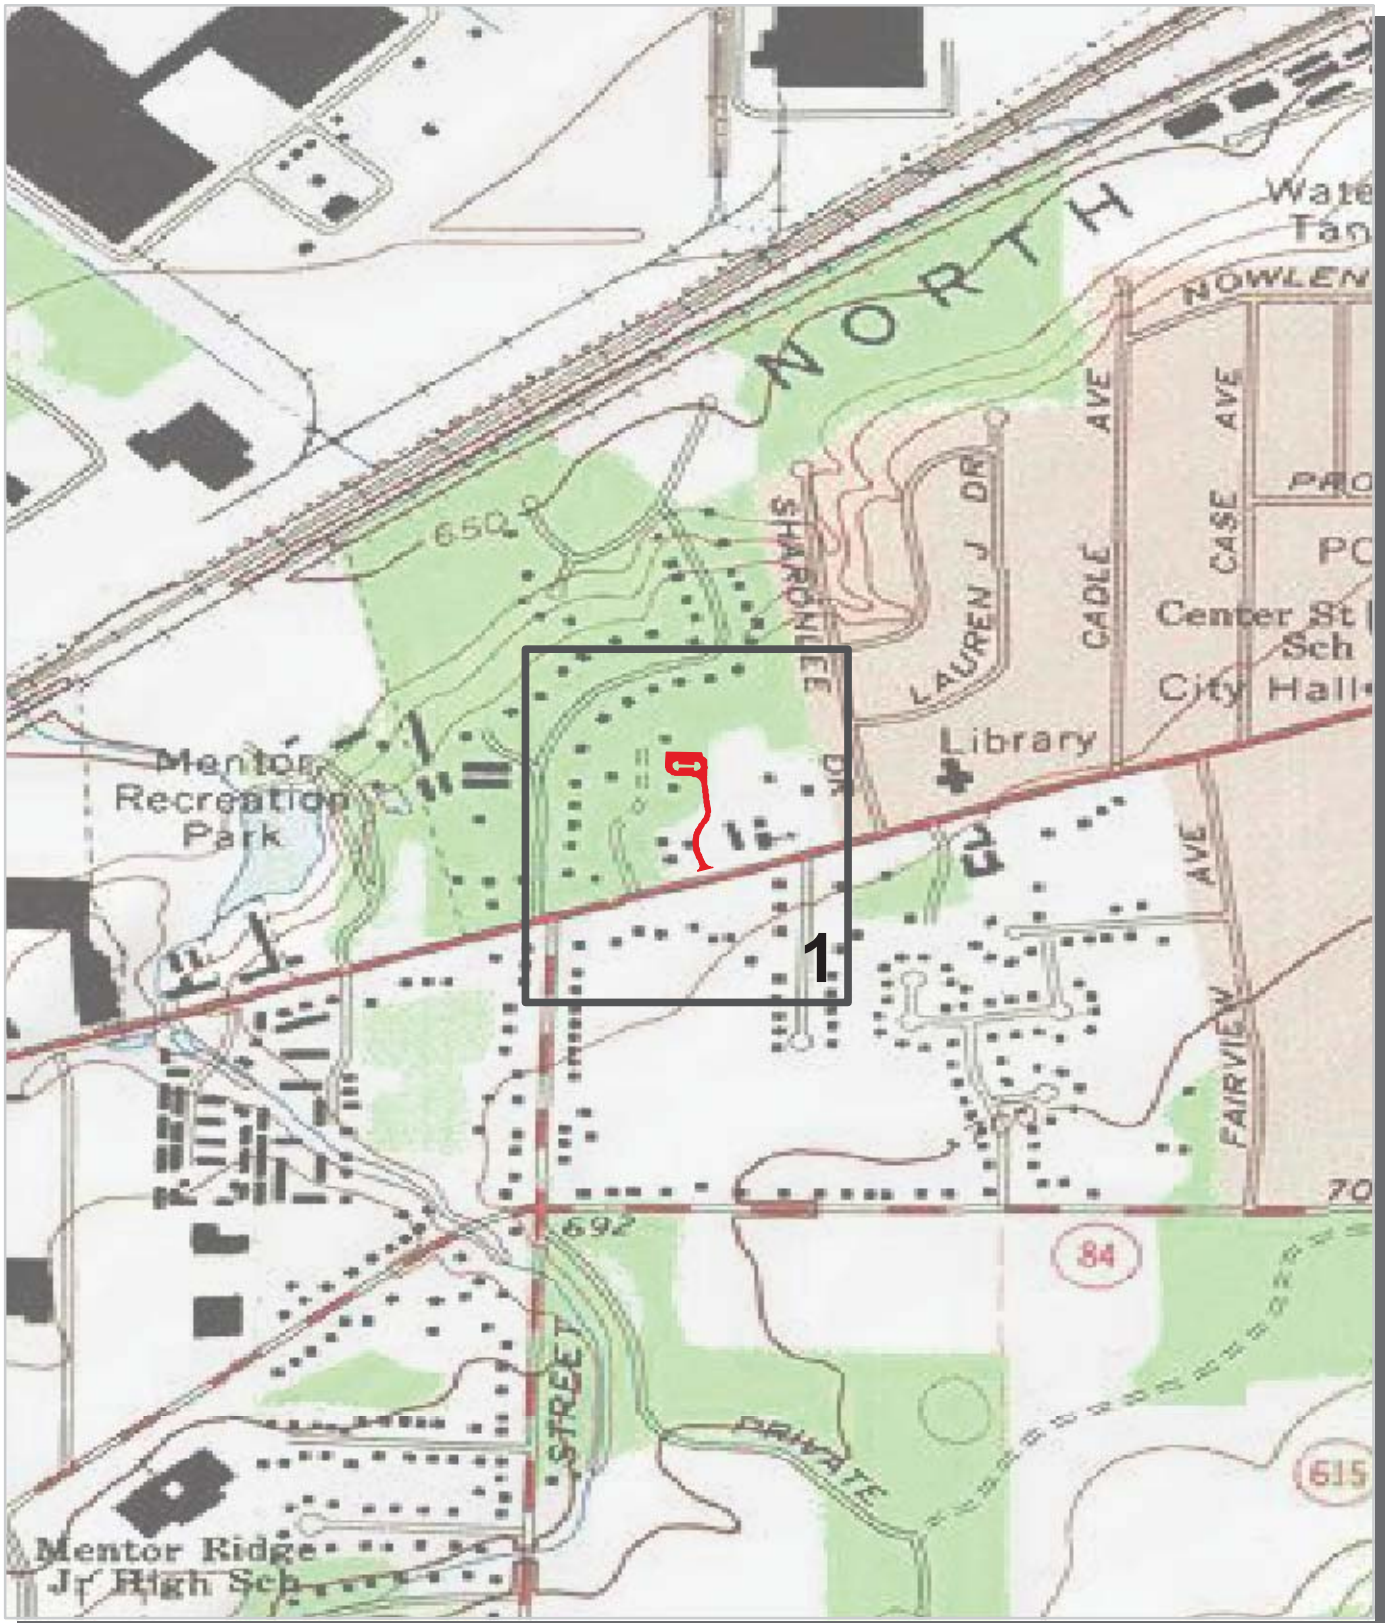 NORTH
Wate
Tan
NOWLEN
AVE
AVE
PRO
650
SHARONLEE
DR
LAUREN J DR
CADLE
CASE
PO
Center St
Sch
City Hall
Library
Mentor
Recreation
Park
DR
AVE
1
FAIRVIEW
70
692
84
STREET
PRIVATE
615
Mentor Ridge
Jr High Sch